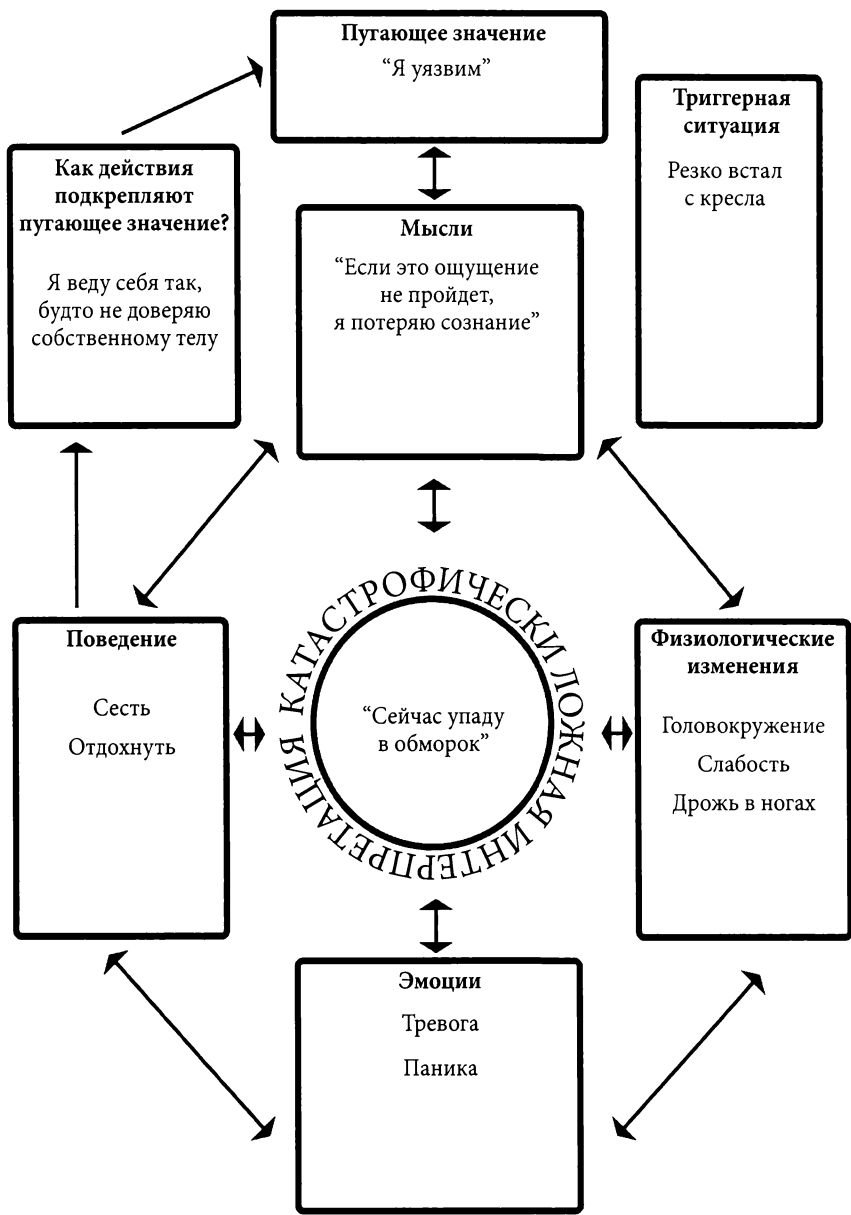 Пугающее значение
“Я уязвим”
Триггерная
ситуация
Резко встал
с кресла
Как действия
подкрепляют
пугающее значение?
Я веду себя так,
будто не доверяю
собственному телу
Мысли
“Если это ощущение
не пройдет,
я потеряю сознание”
КАТАСТРОФИЧЕСКИ ЛОЖНАЯ ИНТЕРПРЕТАЦИЯ
“Сейчас упаду
в обморок”
Поведение
Сесть
Отдохнуть
Физиологические
изменения
Головокружение
Слабость
Дрожь в ногах
Эмоции
Тревога
Паника